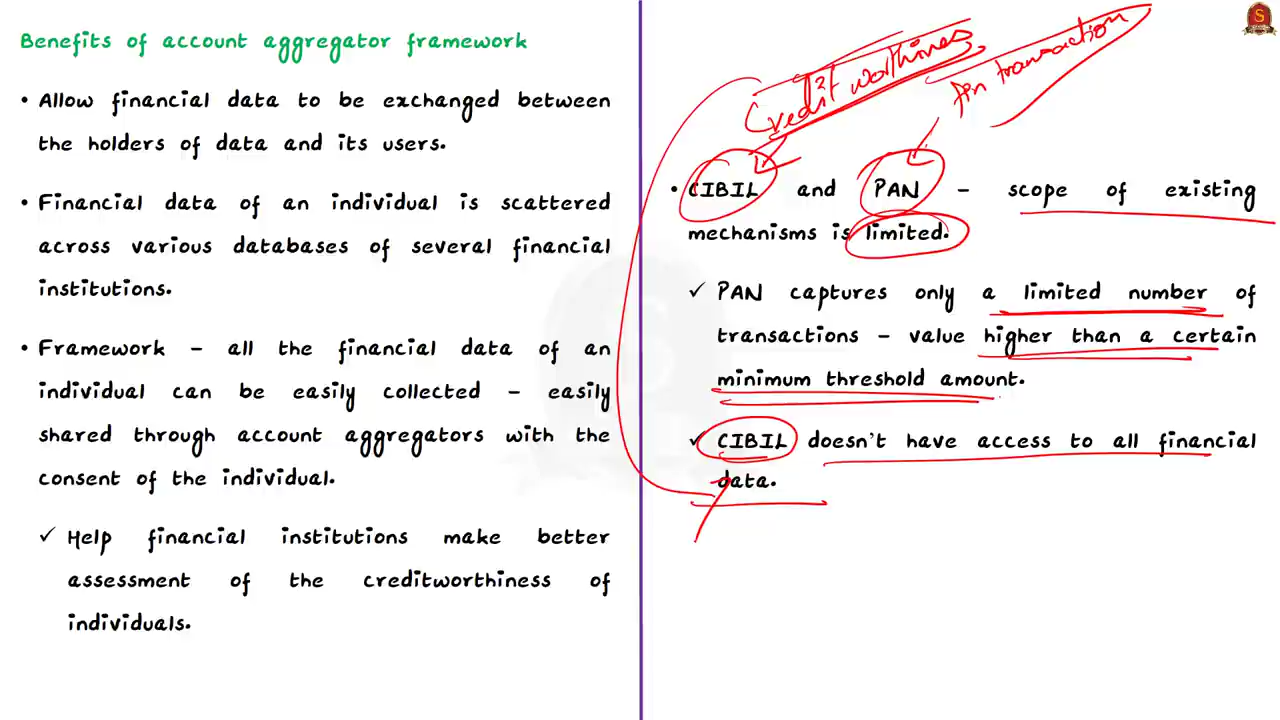 Benefits of account aggregator framework
• Allow financial data to be exchanged between
the holders of data and its users.
• Financial data of an individual is scattered
across various databases of several financial
institutions.
• Framework – all the financial data of an
individual can be easily collected – easily
shared through account aggregators with the
consent of the individual.
✓ Help financial institutions make better
assessment of the creditworthiness of
individuals.
Credit worthiness
fin transaction
• CIBIL and PAN – scope of existing
mechanisms is limited.
✓ PAN captures only a limited number of
transactions – value higher than a certain
minimum threshold amount.
✓ CIBIL doesn't have access to all financial
data.